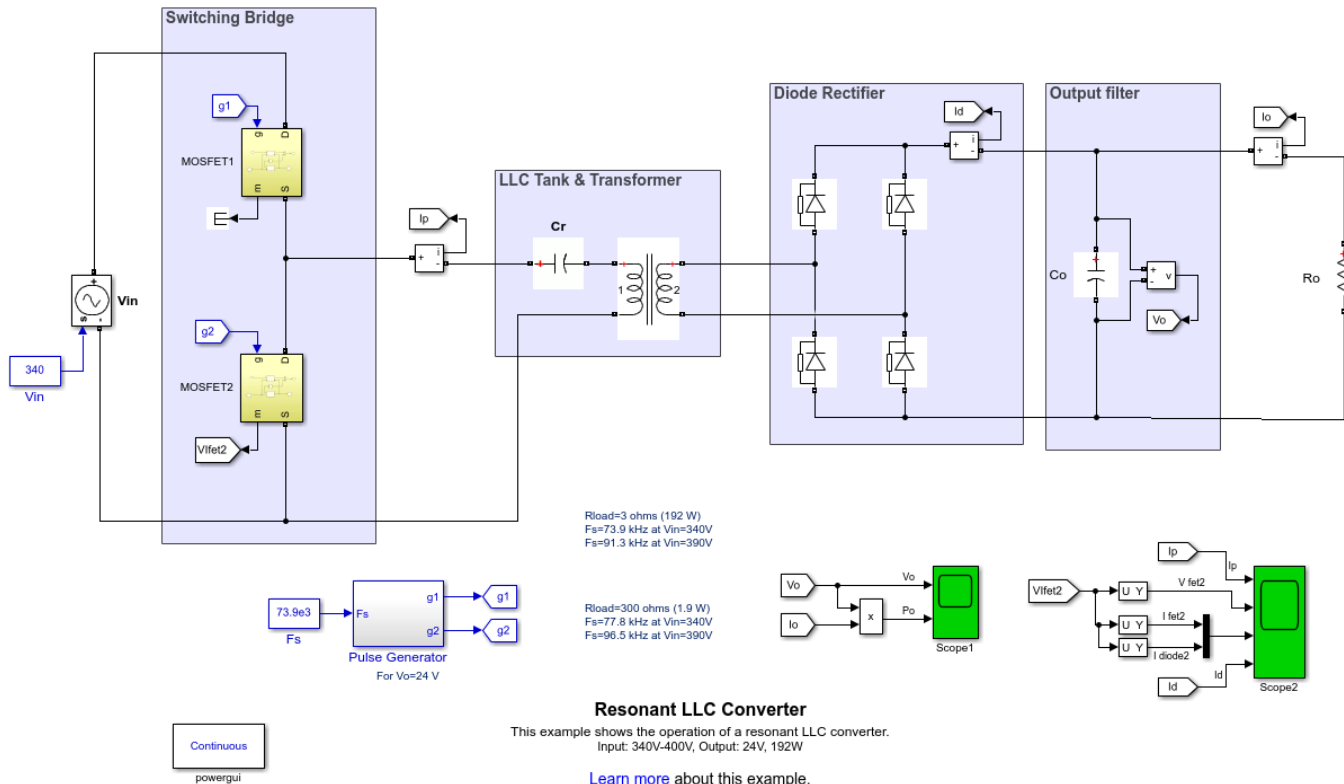 Switching Bridge
g1
g
D
MOSFET1
m
S
E
Ip
i
+
-
LLC Tank & Transformer
Cr
+
+
+
1
2
Diode Rectifier
Id
i
+
-
Output filter
Io
i
+
-
Co
+
+
-
v
Vo
Ro
+
s
-
Vin
340
Vin
g2
g
D
MOSFET2
m
S
VIfet2
Rload=3 ohms (192 W)
Fs=73.9 kHz at Vin=340V
Fs=91.3 kHz at Vin=390V
73.9e3
Fs
Fs
g1
g2
Pulse Generator
For Vo=24 V
g1
g2
Rload=300 ohms (1.9 W)
Fs=77.8 kHz at Vin=340V
Fs=96.5 kHz at Vin=390V
Vo
Io
x
Vo
Po
Scope1
Ip
Ip
VIfet2
U Y
V fet2
U Y
I fet2
U Y
I diode2
Id
Id
Scope2
Continuous
powergui
Resonant LLC Converter
This example shows the operation of a resonant LLC converter.
Input: 340V-400V, Output: 24V, 192W
Learn more about this example.